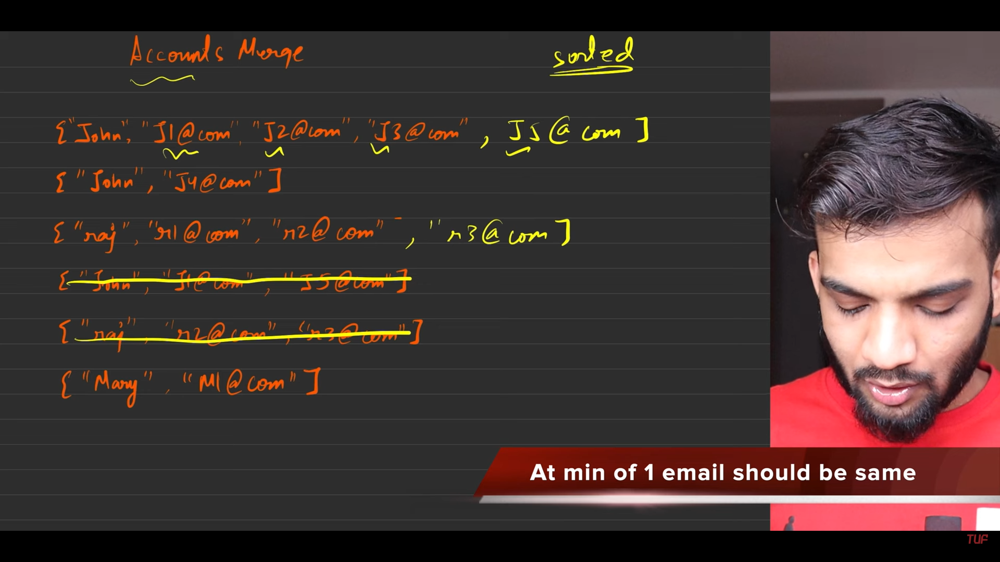 Accounts Merge sorted
{"John", "J1@com", "J2@com", "J3@com", J5@com]
{"John", "J4@com"]
{"raj", "r1@com", "r2@com", "r3@com]
{"John", "J1@com", "J5@com"]
{"raj", "r2@com", "r3@com"]
{"Mary", "M1@com"]
At min of 1 email should be same
TUF